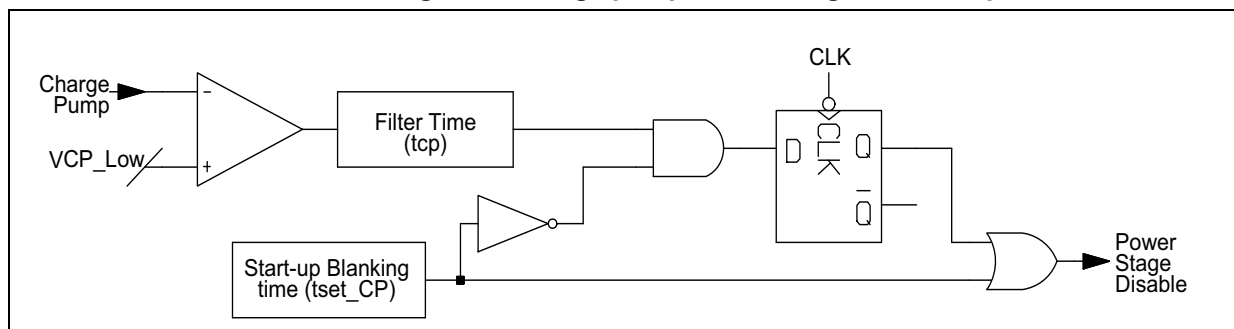 CLK
Charge
Pump
VCP_Low
-
+
Filter Time
(tcp)
D
CLK
Q
Q
Start-up Blanking
time (tset_CP)
Power
Stage
Disable